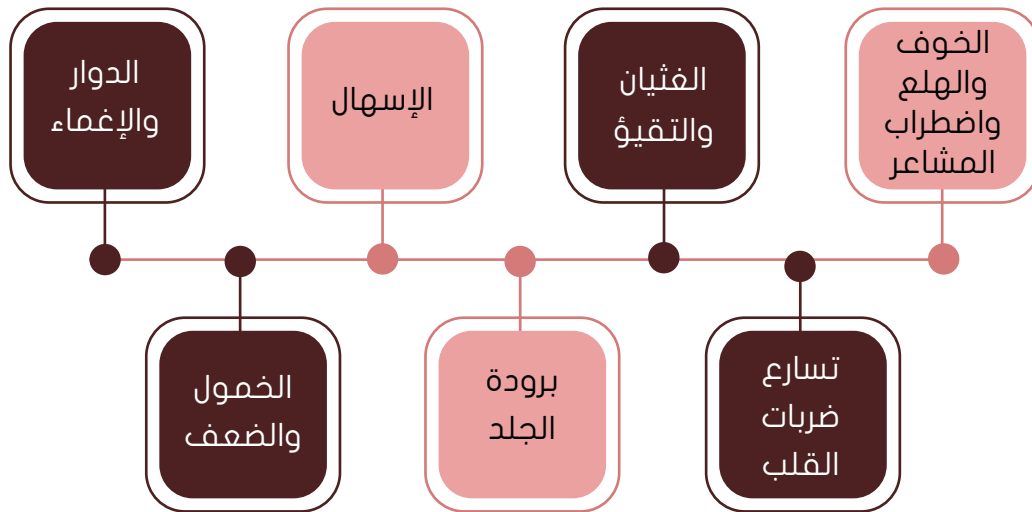 الخوف
والهلع
واضطراب
المشاعر
الغثيان
والتقيؤ
الإسهال
الدوار
والإغماء
تسارع
ضربات
القلب
برودة
الجلد
الخمول
والضعف